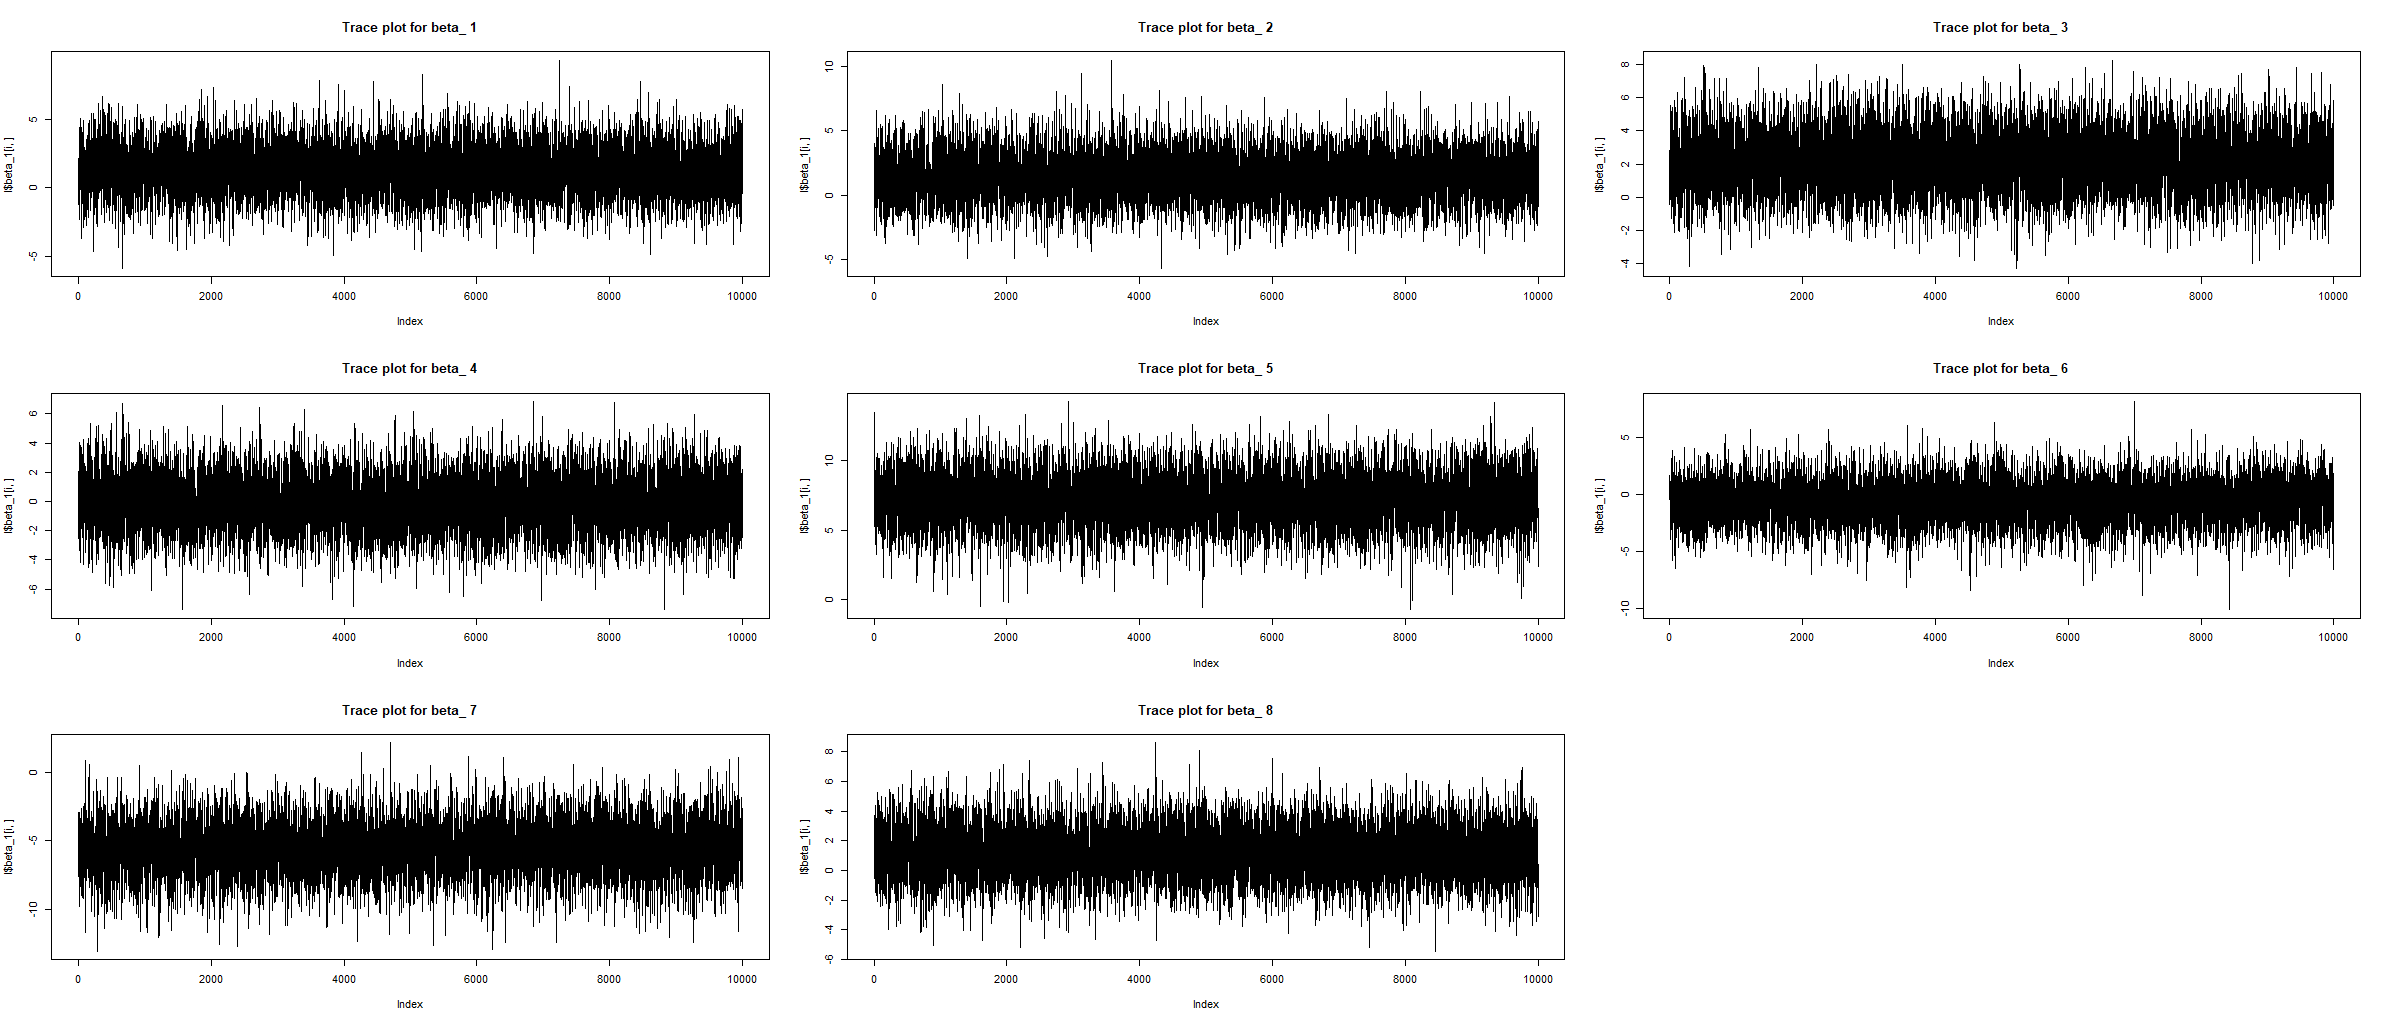 Trace plot for beta_ 1
l$beta_1[i, ]
5
0
-5
0 2000 4000 6000 8000 10000
Index
Trace plot for beta_ 2
l$beta_1[i, ]
10
5
0
-5
0 2000 4000 6000 8000 10000
Index
Trace plot for beta_ 3
l$beta_1[i, ]
8
6
4
2
0
-2
-4
0 2000 4000 6000 8000 10000
Index
Trace plot for beta_ 4
l$beta_1[i, ]
6
4
2
0
-2
-4
-6
0 2000 4000 6000 8000 10000
Index
Trace plot for beta_ 5
l$beta_1[i, ]
10
5
0
0 2000 4000 6000 8000 10000
Index
Trace plot for beta_ 6
l$beta_1[i, ]
5
0
-5
-10
0 2000 4000 6000 8000 10000
Index
Trace plot for beta_ 7
l$beta_1[i, ]
0
-5
-10
0 2000 4000 6000 8000 10000
Index
Trace plot for beta_ 8
l$beta_1[i, ]
8
6
4
2
0
-2
-4
-6
0 2000 4000 6000 8000 10000
Index